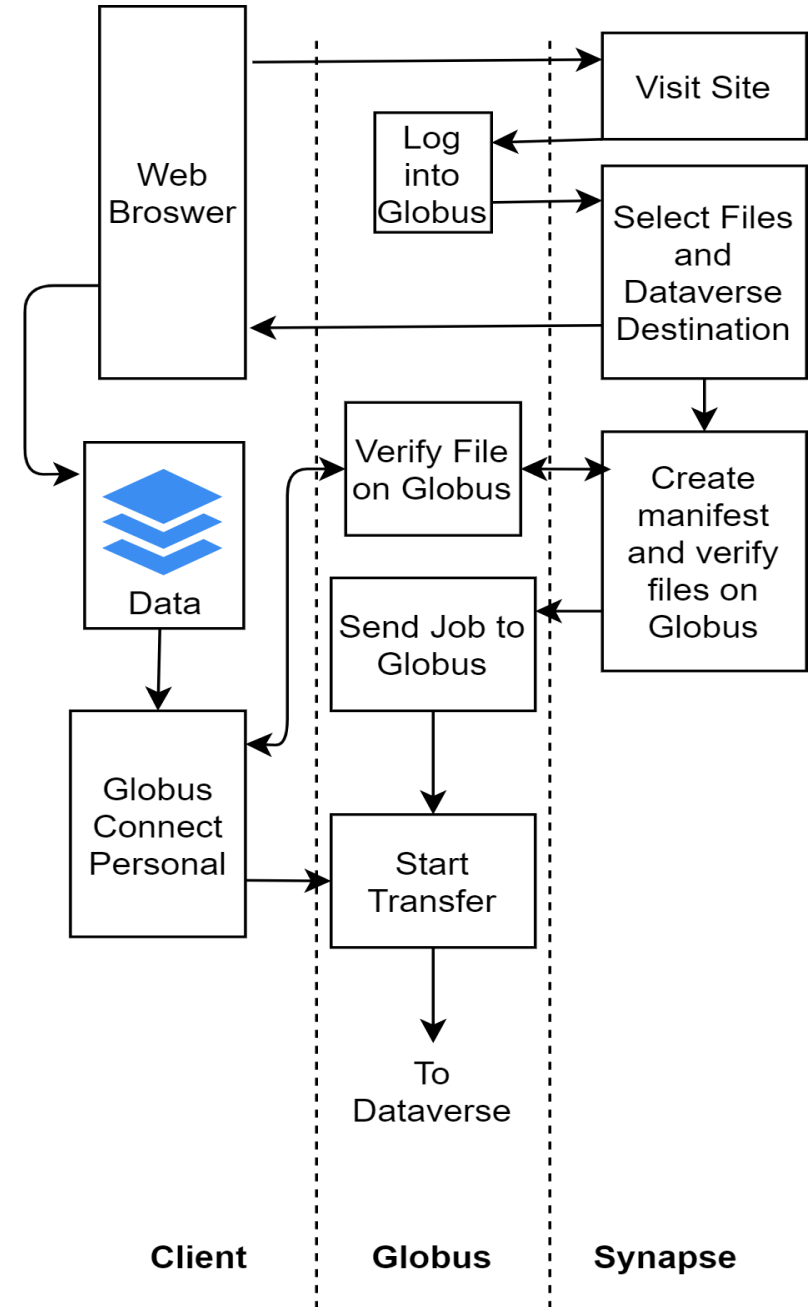 Visit Site
Log
into
Globus
Web
Broswer
Select Files
and
Dataverse
Destination
Verify File
on Globus
Create
manifest
and verify
files on
Globus
Data
Send Job to
Globus
Globus
Connect
Personal
Start
Transfer
To
Dataverse
Client
Globus
Synapse